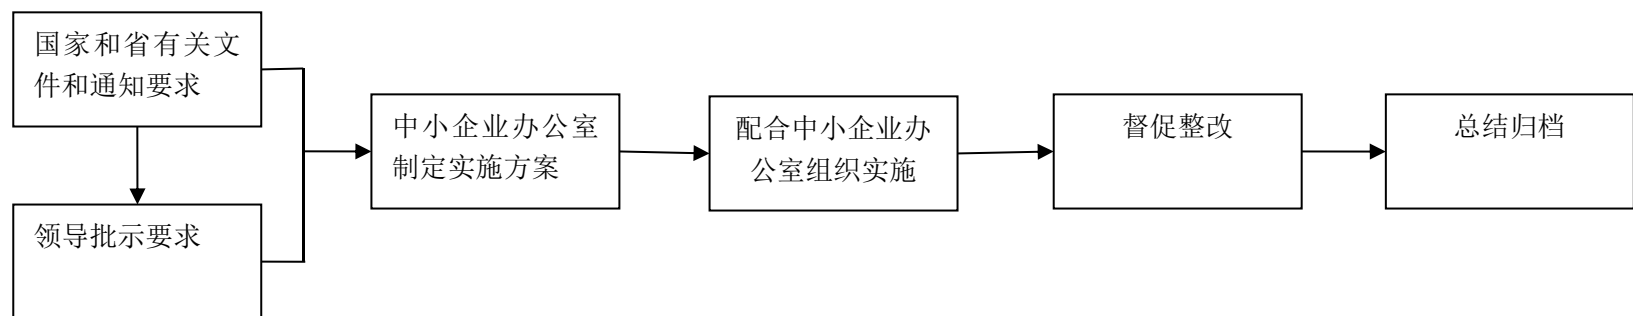 国家和省有关文
件和通知要求
领导批示要求
中小企业办公室
制定实施方案
配合中小企业办
公室组织实施
督促整改
总结归档